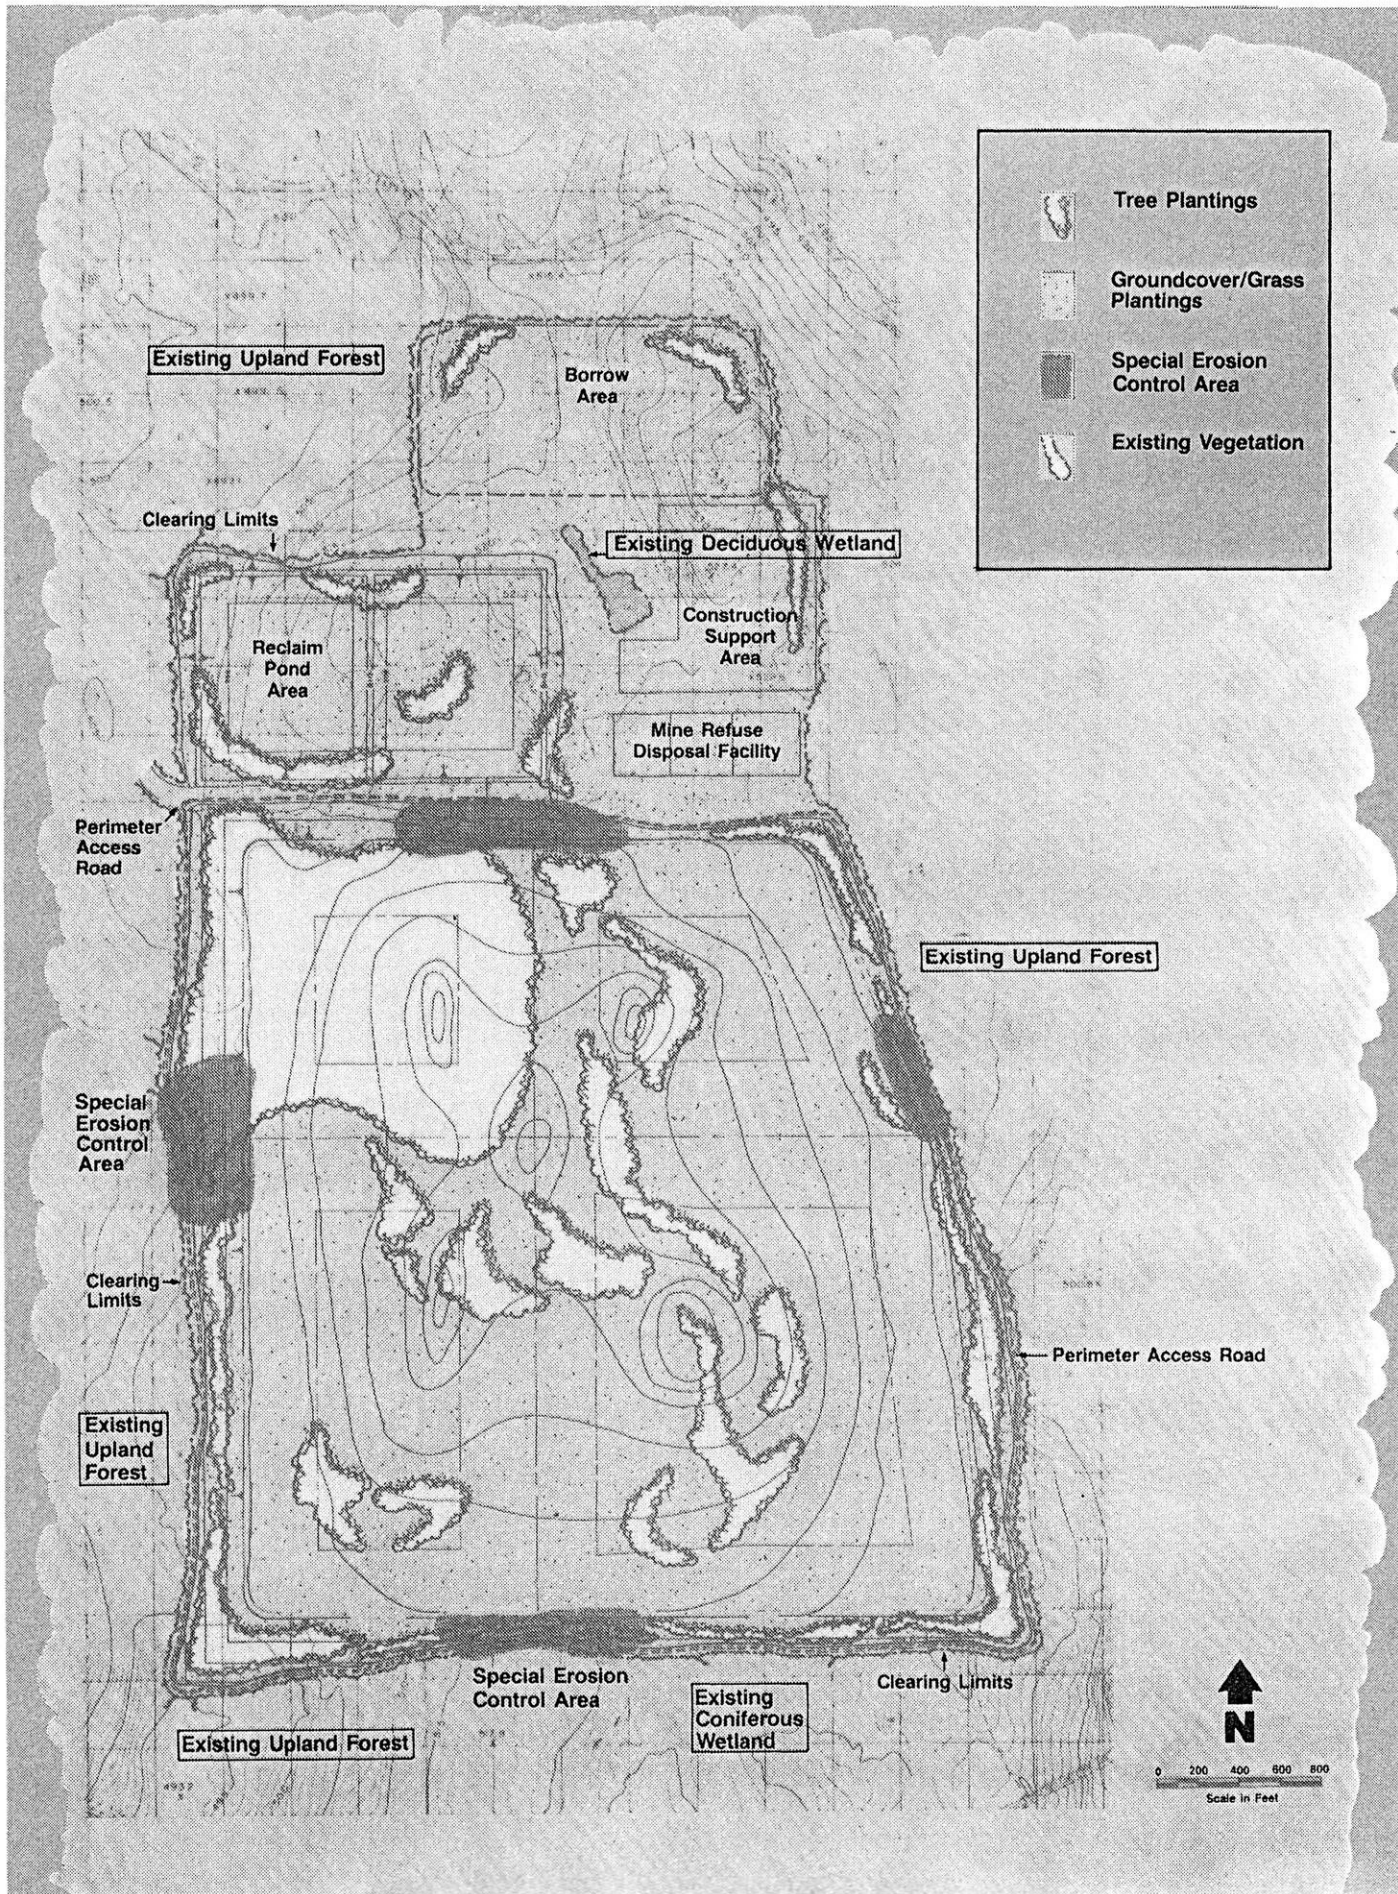 Tree Plantings
Groundcover/Grass
Plantings
Special Erosion
Control Area
Existing Vegetation
Existing Upland Forest
Borrow
Area
Clearing Limits
Existing Deciduous Wetland
Construction
Support
Area
Reclaim
Pond
Area
Mine Refuse
Disposal Facility
Perimeter
Access
Road
Existing Upland Forest
Special
Erosion
Control
Area
Clearing
Limits
Perimeter Access Road
Existing
Upland
Forest
Special Erosion
Control Area
Clearing Limits
Existing
Coniferous
Wetland
Existing Upland Forest
N
0 200 400 600 800
Scale in Feet